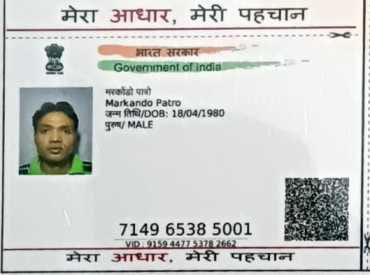 मेरा आधार, मेरी पहचान
भारत सरकार
Government of India
मरकोंडो पात्रो
Markando Patro
जन्म तिथि/DOB: 18/04/1980
पुरुष/ MALE
7149 6538 5001
VID : 9159 4477 5378 2662
मेरा आधार, मेरी पहचान